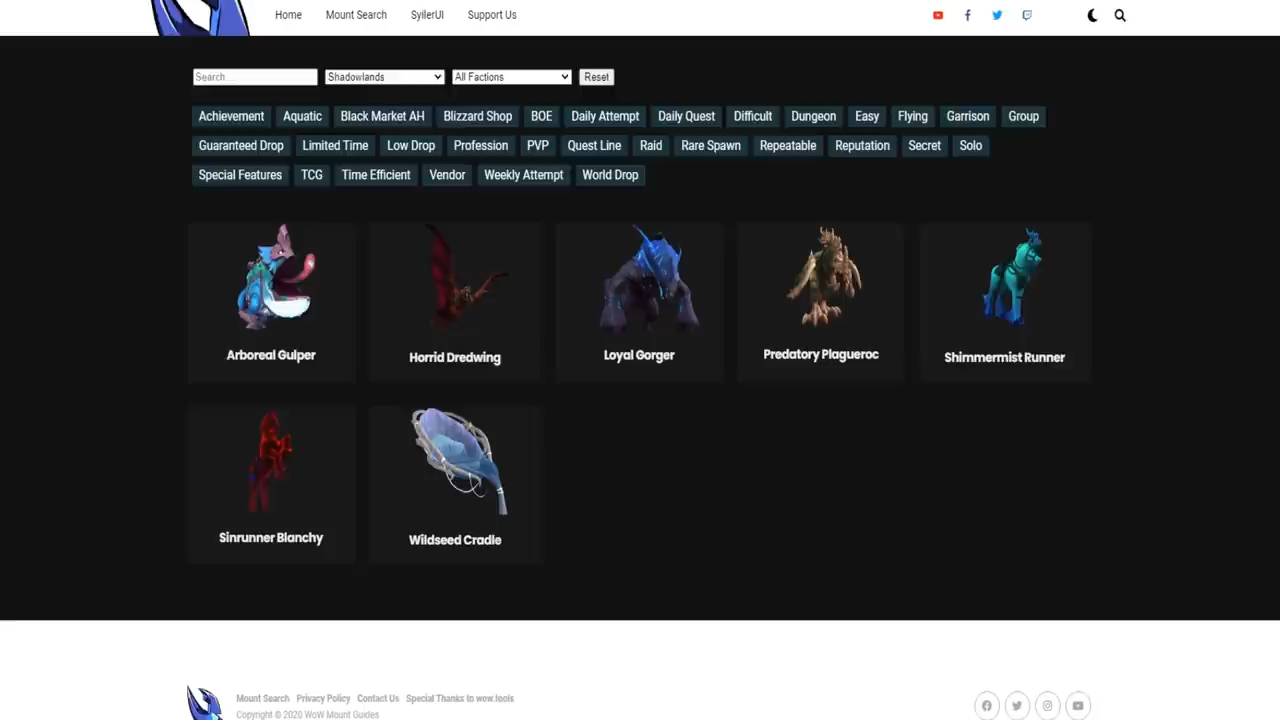 Home Mount Search SyilerUI Support Us
Search... Shadowlands All Factions Reset
Achievement Aquatic Black Market AH Blizzard Shop BOE Daily Attempt Daily Quest Difficult Dungeon Easy Flying Garrison Group
Guaranteed Drop Limited Time Low Drop Profession PVP Quest Line Raid Rare Spawn Repeatable Reputation Secret Solo
Special Features TCG Time Efficient Vendor Weekly Attempt World Drop
Arboreal Gulper Horrid Dredwing Loyal Gorger Predatory Plagueroc Shimmermist Runner
Sinrunner Blanchy Wildseed Cradle
Mount Search Privacy Policy Contact Us Special Thanks to wow.tools
Copyright © 2020 WoW Mount Guides